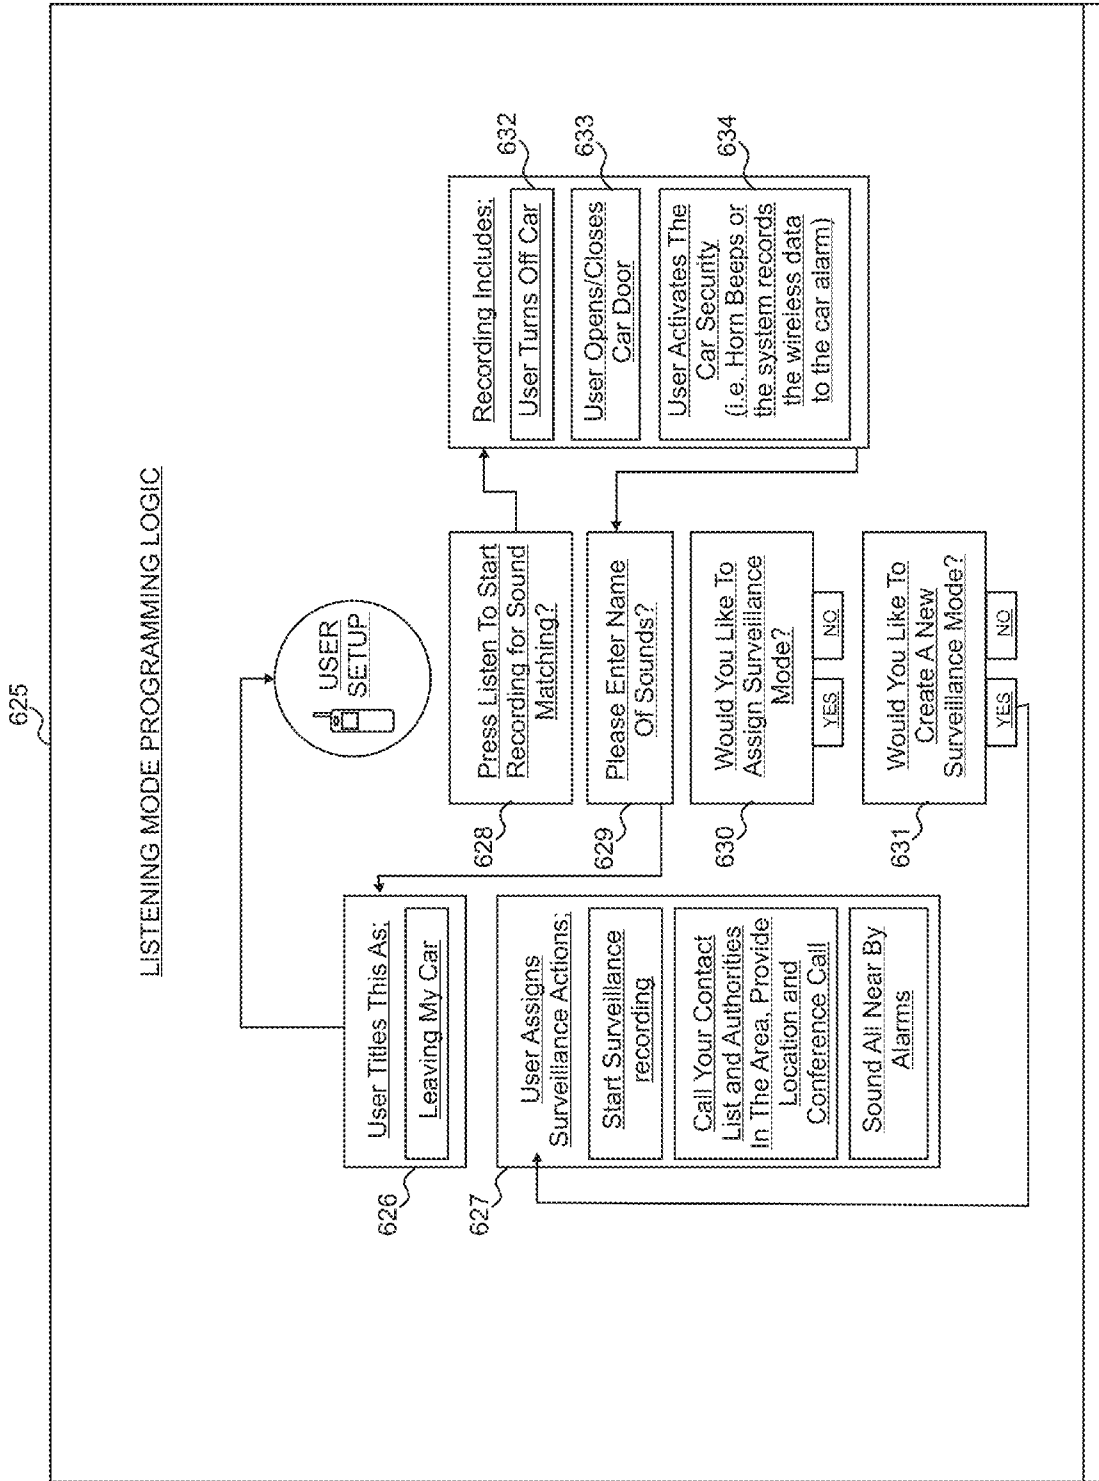 625
LISTENING MODE PROGRAMMING LOGIC
USER
SETUP
626
User Titles This As:
Leaving My Car
627
User Assigns
Surveillance Actions:
Start Surveillance
recording
Call Your Contact
List and Authorities
In The Area, Provide
Location and
Conference Call
Sound All Near By
Alarms
628
Press Listen To Start
Recording for Sound
Matching?
629
Please Enter Name
Of Sounds?
630
Would You Like To
Assign Surveillance
Mode?
YES
NO
631
Would You Like To
Create A New
Surveillance Mode?
YES
NO
Recording Includes:
632
User Turns Off Car
633
User Opens/Closes
Car Door
634
User Activates The
Car Security
(i.e. Horn Beeps or
the system records
the wireless data
to the car alarm)